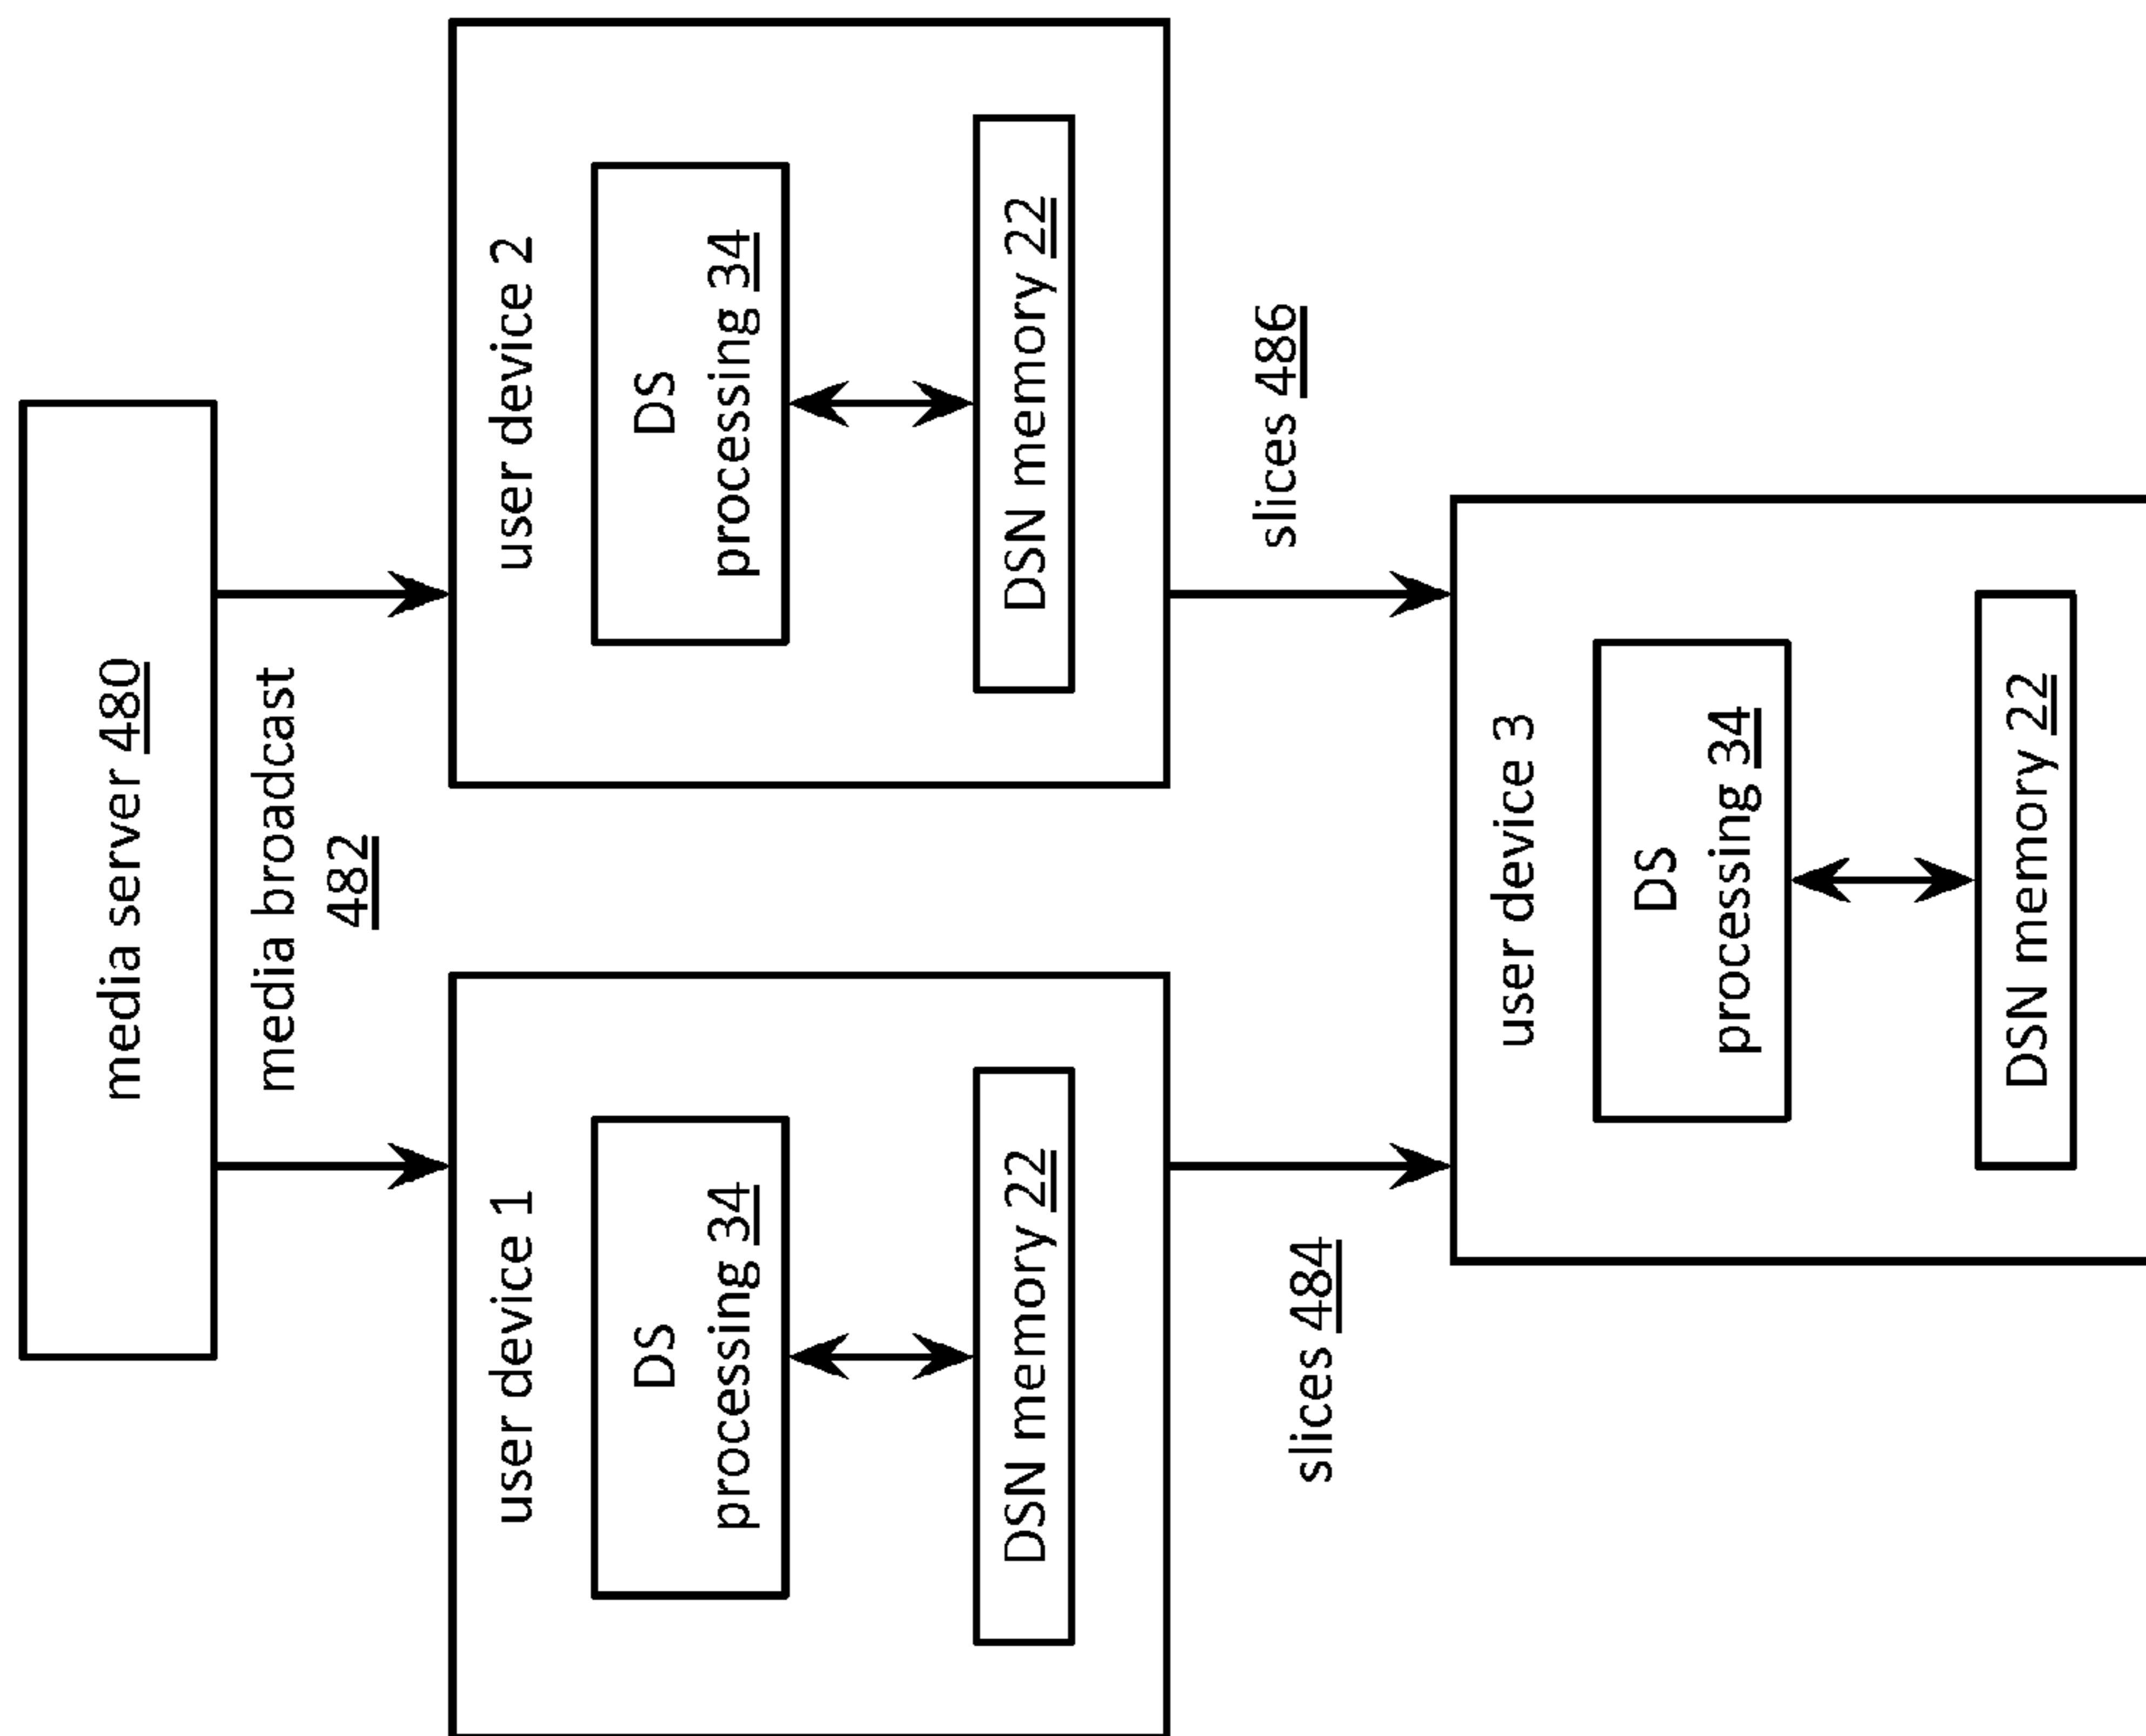 media server 480
media broadcast
482
user device 1
DS
processing 34
DSN memory 22
user device 2
DS
processing 34
DSN memory 22
slices 484
slices 486
user device 3
DS
processing 34
DSN memory 22